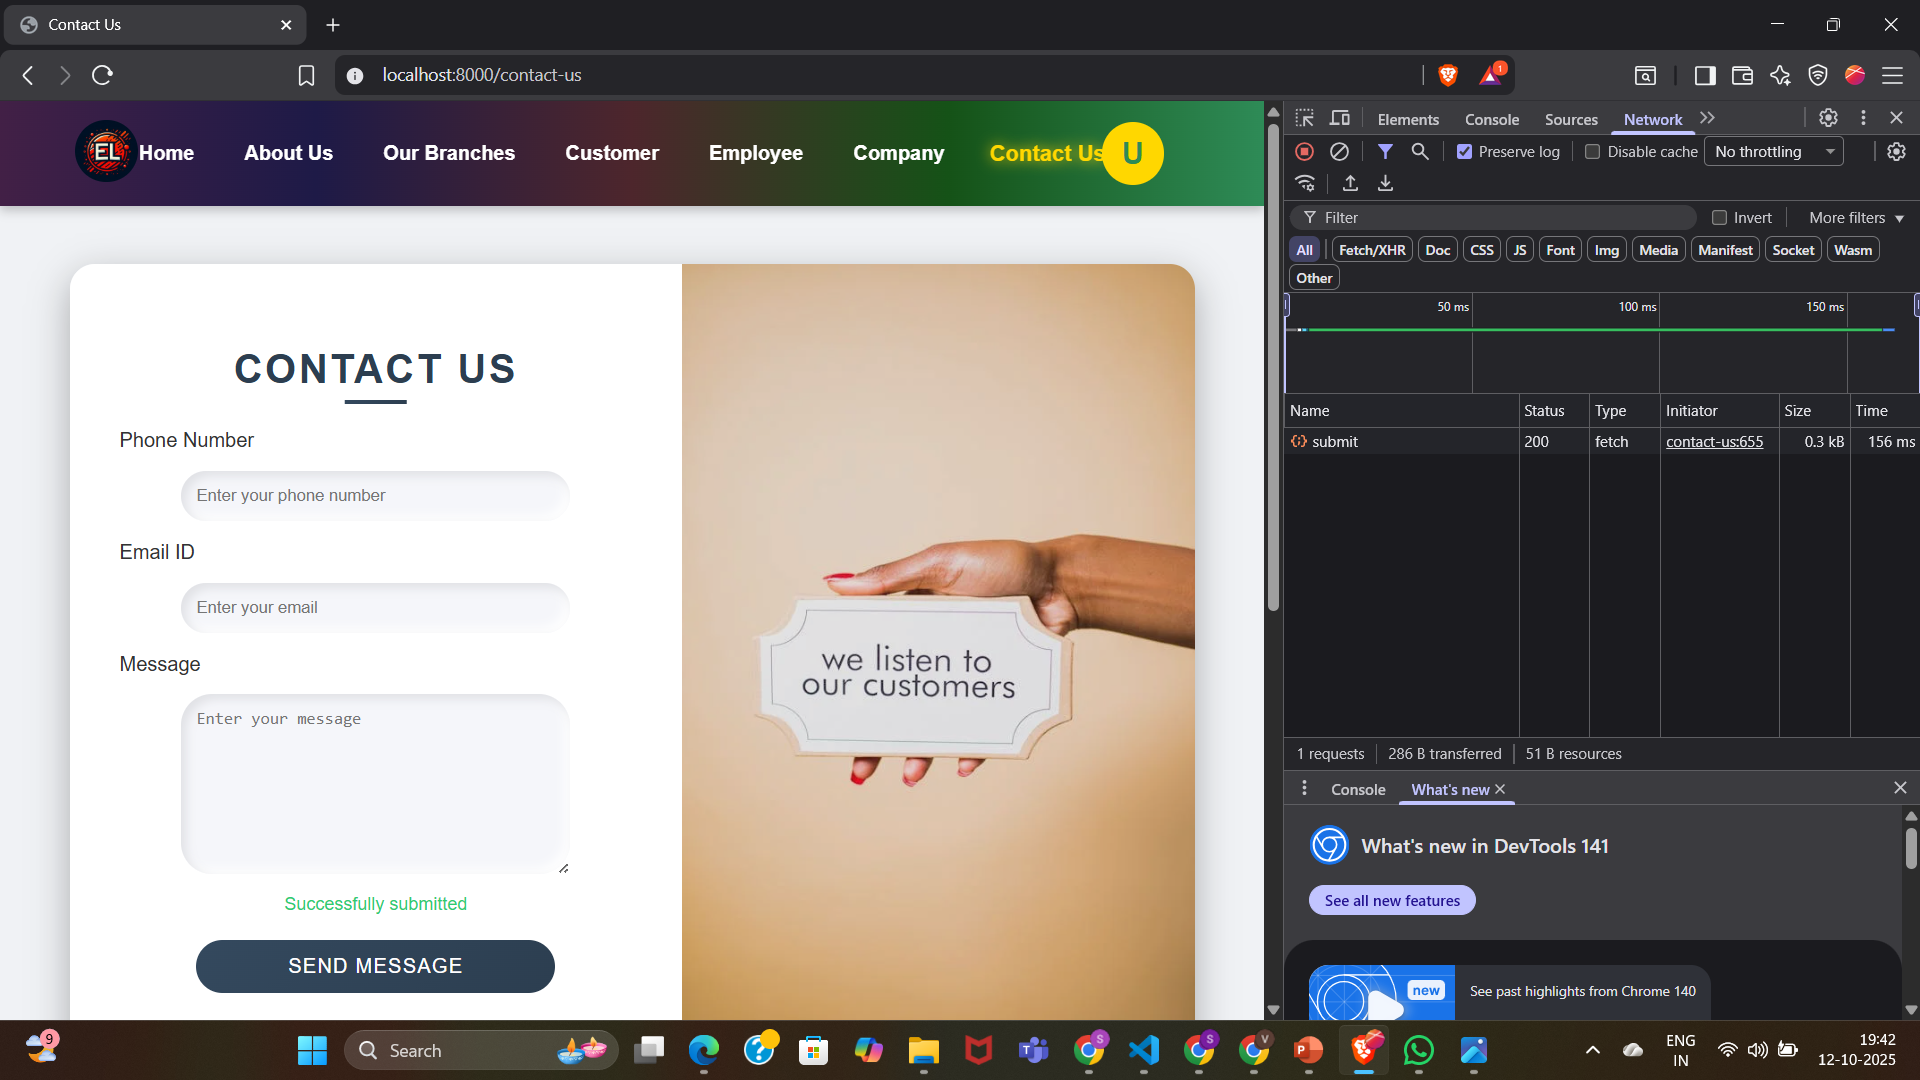 Contact Us
localhost:8000/contact-us
1
EL
Home
About Us
Our Branches
Customer
Employee
Company
Contact Us
U
CONTACT US
Phone Number
Enter your phone number
Email ID
Enter your email
Message
Enter your message
Successfully submitted
SEND MESSAGE
we listen to
our customers
Elements
Console
Sources
Network
Preserve log
Disable cache
No throttling
Filter
Invert
More filters
All
Fetch/XHR
Doc
CSS
JS
Font
Img
Media
Manifest
Socket
Wasm
Other
50 ms
100 ms
150 ms
Name
Status
Type
Initiator
Size
Time
submit
200
fetch
contact-us:655
0.3 kB
156 ms
1 requests
286 B transferred
51 B resources
Console
What's new
What's new in DevTools 141
See all new features
new
See past highlights from Chrome 140
9
Search
S
S
V
ENG
IN
19:42
12-10-2025